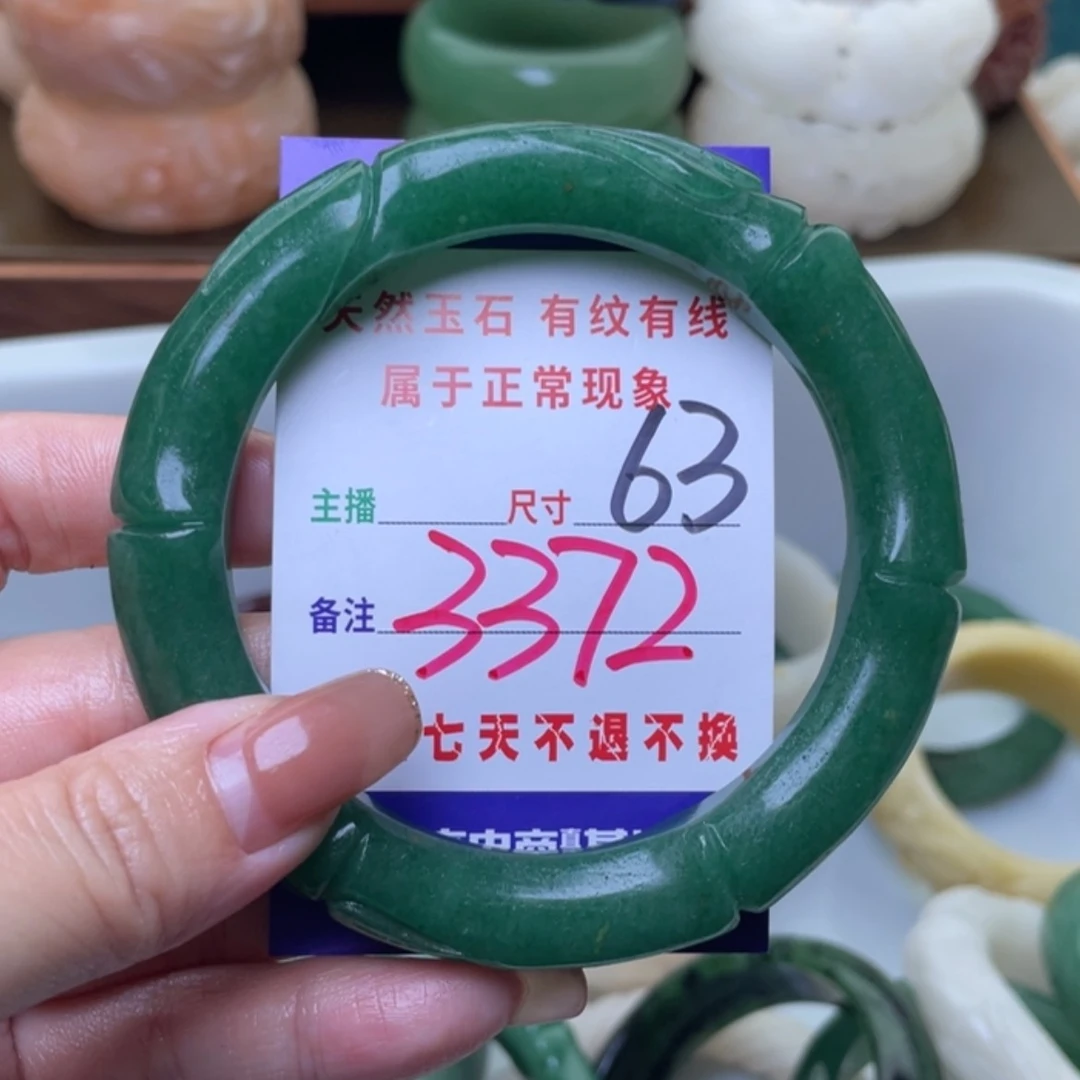 天然玉石 有纹有线
属于正常现象
主播 尺寸 63
备注 3372
七天不退不换